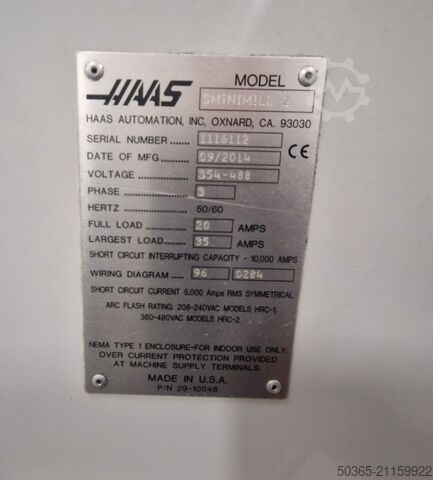 HAAS
MODEL
SMINIMILL 2
HAAS AUTOMATION, INC, OXNARD, CA. 93030
SERIAL NUMBER ..... 1116112
DATE OF MFG ..... 09/2014 CE
VOLTAGE ..... 354-488
PHASE ..... 3
HERTZ ..... 50/60
FULL LOAD ..... 20 AMPS
LARGEST LOAD..... 35 AMPS
SHORT CIRCUIT INTERRUPTING CAPACITY - 10,000 AMPS
WIRING DIAGRAM ..... 96 0284
SHORT CIRCUIT CURRENT 5,000 Amps RMS SYMMETRICAL
ARC FLASH RATING: 208-240VAC MODELS HRC-1,
360-480VAC MODELS HRC-2.
NEMA TYPE 1 ENCLOSURE-FOR INDOOR USE ONLY.
OVER CURRENT PROTECTION PROVIDED
AT MACHINE SUPPLY TERMINALS.
MADE IN U.S.A.
P/N 29-10048
50365-21159922